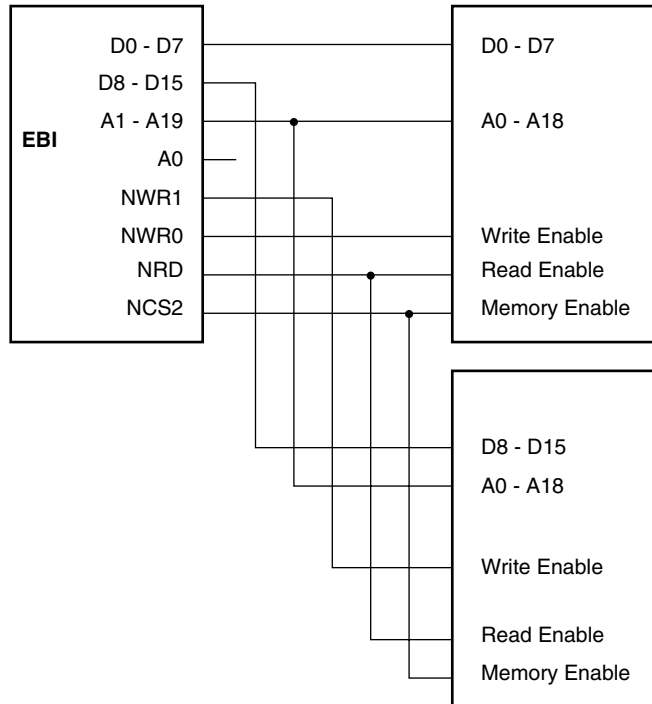 D0 - D7
D8 - D15
A1 - A19
EBI
A0
NWR1
NWR0
NRD
NCS2
D0 - D7
A0 - A18
Write Enable
Read Enable
Memory Enable
D8 - D15
A0 - A18
Write Enable
Read Enable
Memory Enable